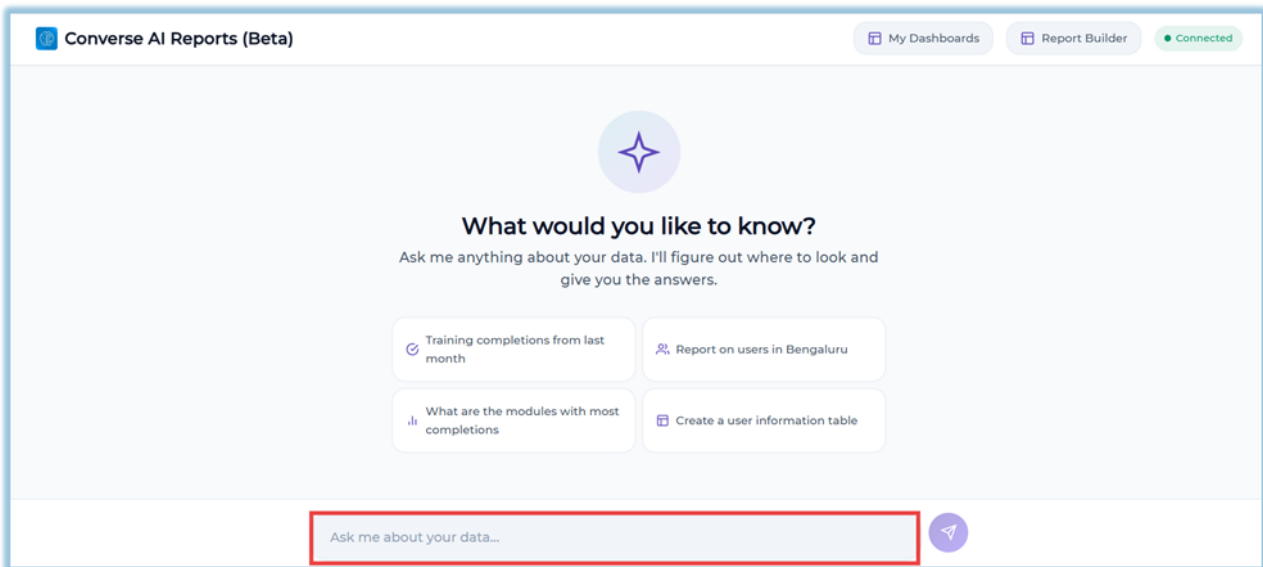 Converse AI Reports (Beta)
My Dashboards
Report Builder
Connected
What would you like to know?
Ask me anything about your data. I'll figure out where to look and
give you the answers.
Training completions from last
month
Report on users in Bengaluru
What are the modules with most
completions
Create a user information table
Ask me about your data...